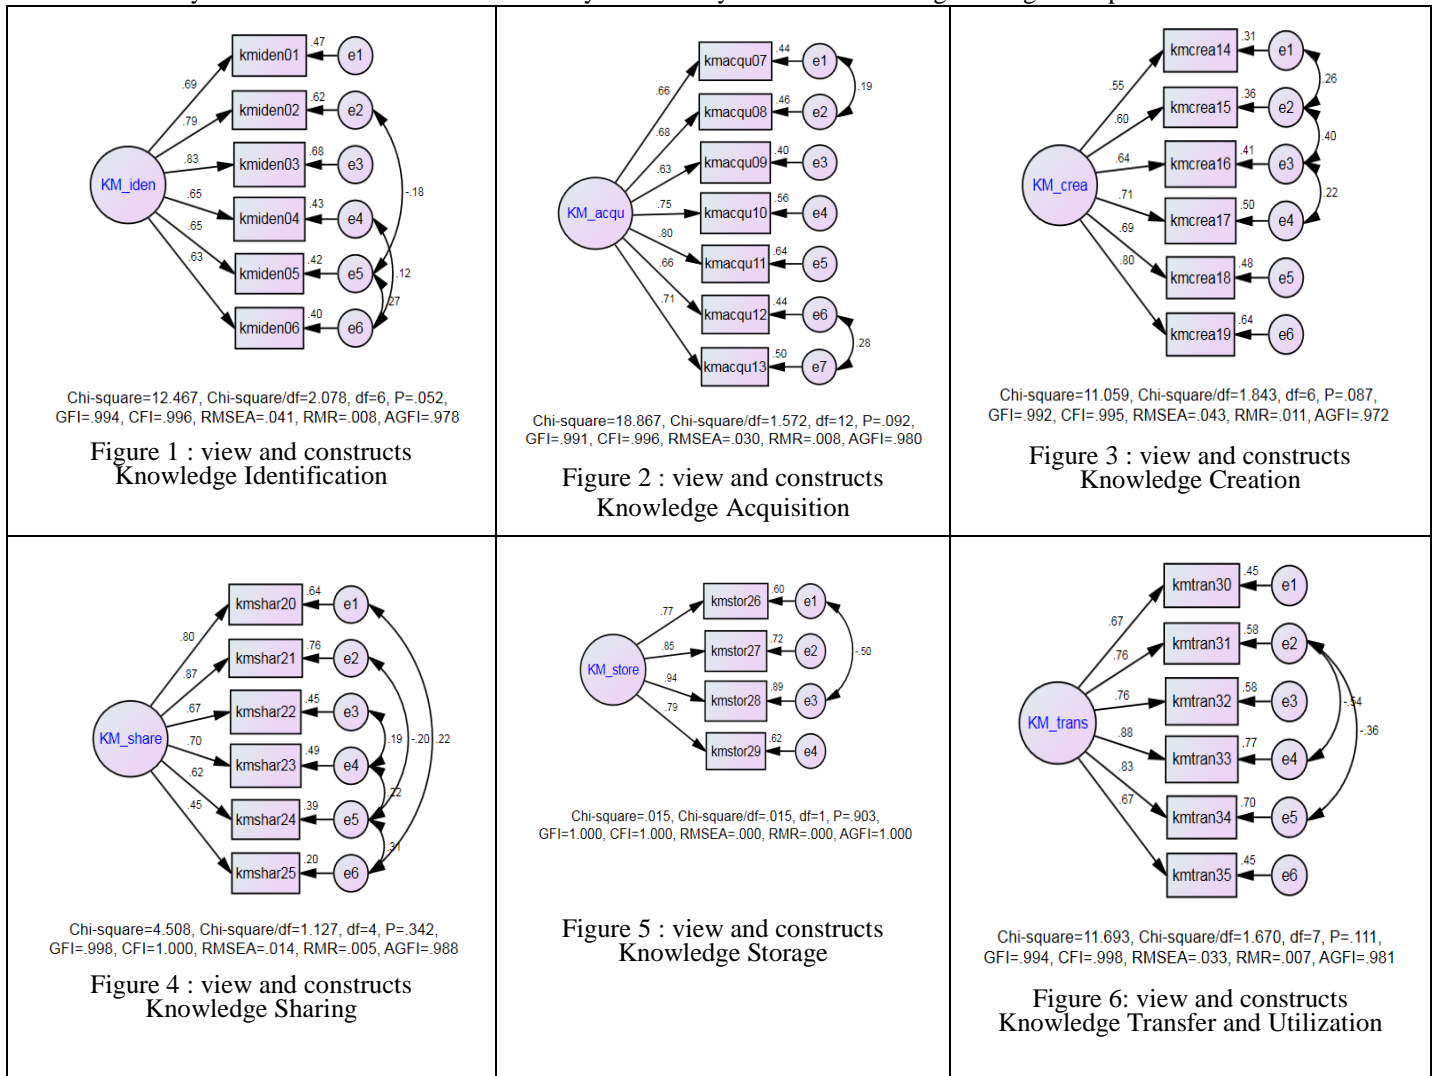 .47
kmiden01
e1
.69
.62
kmiden02
e2
.79
.68
kmiden03
e3
.83
KM_iden
-.18
.65
.43
kmiden04
e4
.65
.42
kmiden05
e5
.12
.63
.27
.40
kmiden06
e6
Chi-square=12.467, Chi-square/df=2.078, df=6, P=.052,
GFI=.994, CFI=.996, RMSEA=.041, RMR=.008, AGFI=.978
Figure 1 : view and constructs
Knowledge Identification
.44
kmacqu07
e1
.19
.66
.46
kmacqu08
e2
.68
.40
kmacqu09
e3
.63
KM_acqu
.75
.56
kmacqu10
e4
.80
.64
kmacqu11
e5
.66
.44
kmacqu12
e6
.71
.28
.50
kmacqu13
e7
Chi-square=18.867, Chi-square/df=1.572, df=12, P=.092,
GFI=.991, CFI=.996, RMSEA=.030, RMR=.008, AGFI=.980
Figure 2 : view and constructs
Knowledge Acquisition
.31
kmcrea14
e1
.26
.55
.36
kmcrea15
e2
.60
.40
.41
kmcrea16
e3
.64
KM_crea
.22
.71
.50
kmcrea17
e4
.69
.48
kmcrea18
e5
.80
.64
kmcrea19
e6
Chi-square=11.059, Chi-square/df=1.843, df=6, P=.087,
GFI=.992, CFI=.995, RMSEA=.043, RMR=.011, AGFI=.972
Figure 3 : view and constructs
Knowledge Creation
.64
kmshar20
e1
.80
.76
kmshar21
e2
.87
.45
kmshar22
e3
.67
KM_share
.19
-.20
.22
.70
.49
kmshar23
e4
.62
.22
.39
kmshar24
e5
.45
.31
.20
kmshar25
e6
Chi-square=4.508, Chi-square/df=1.127, df=4, P=.342,
GFI=.998, CFI=1.000, RMSEA=.014, RMR=.005, AGFI=.988
Figure 4 : view and constructs
Knowledge Sharing
.60
kmstor26
e1
.77
.72
kmstor27
e2
.85
-.50
KM_store
.94
.89
kmstor28
e3
.79
.62
kmstor29
e4
Chi-square=.015, Chi-square/df=.015, df=1, P=.903,
GFI=1.000, CFI=1.000, RMSEA=.000, RMR=.000, AGFI=1.000
Figure 5 : view and constructs
Knowledge Storage
.45
kmtran30
e1
.67
.58
kmtran31
e2
.76
.58
kmtran32
e3
.76
-.54
KM_trans
-.36
.88
.77
kmtran33
e4
.83
.70
kmtran34
e5
.67
.45
kmtran35
e6
Chi-square=11.693, Chi-square/df=1.670, df=7, P=.111,
GFI=.994, CFI=.998, RMSEA=.033, RMR=.007, AGFI=.981
Figure 6: view and constructs
Knowledge Transfer and Utilization